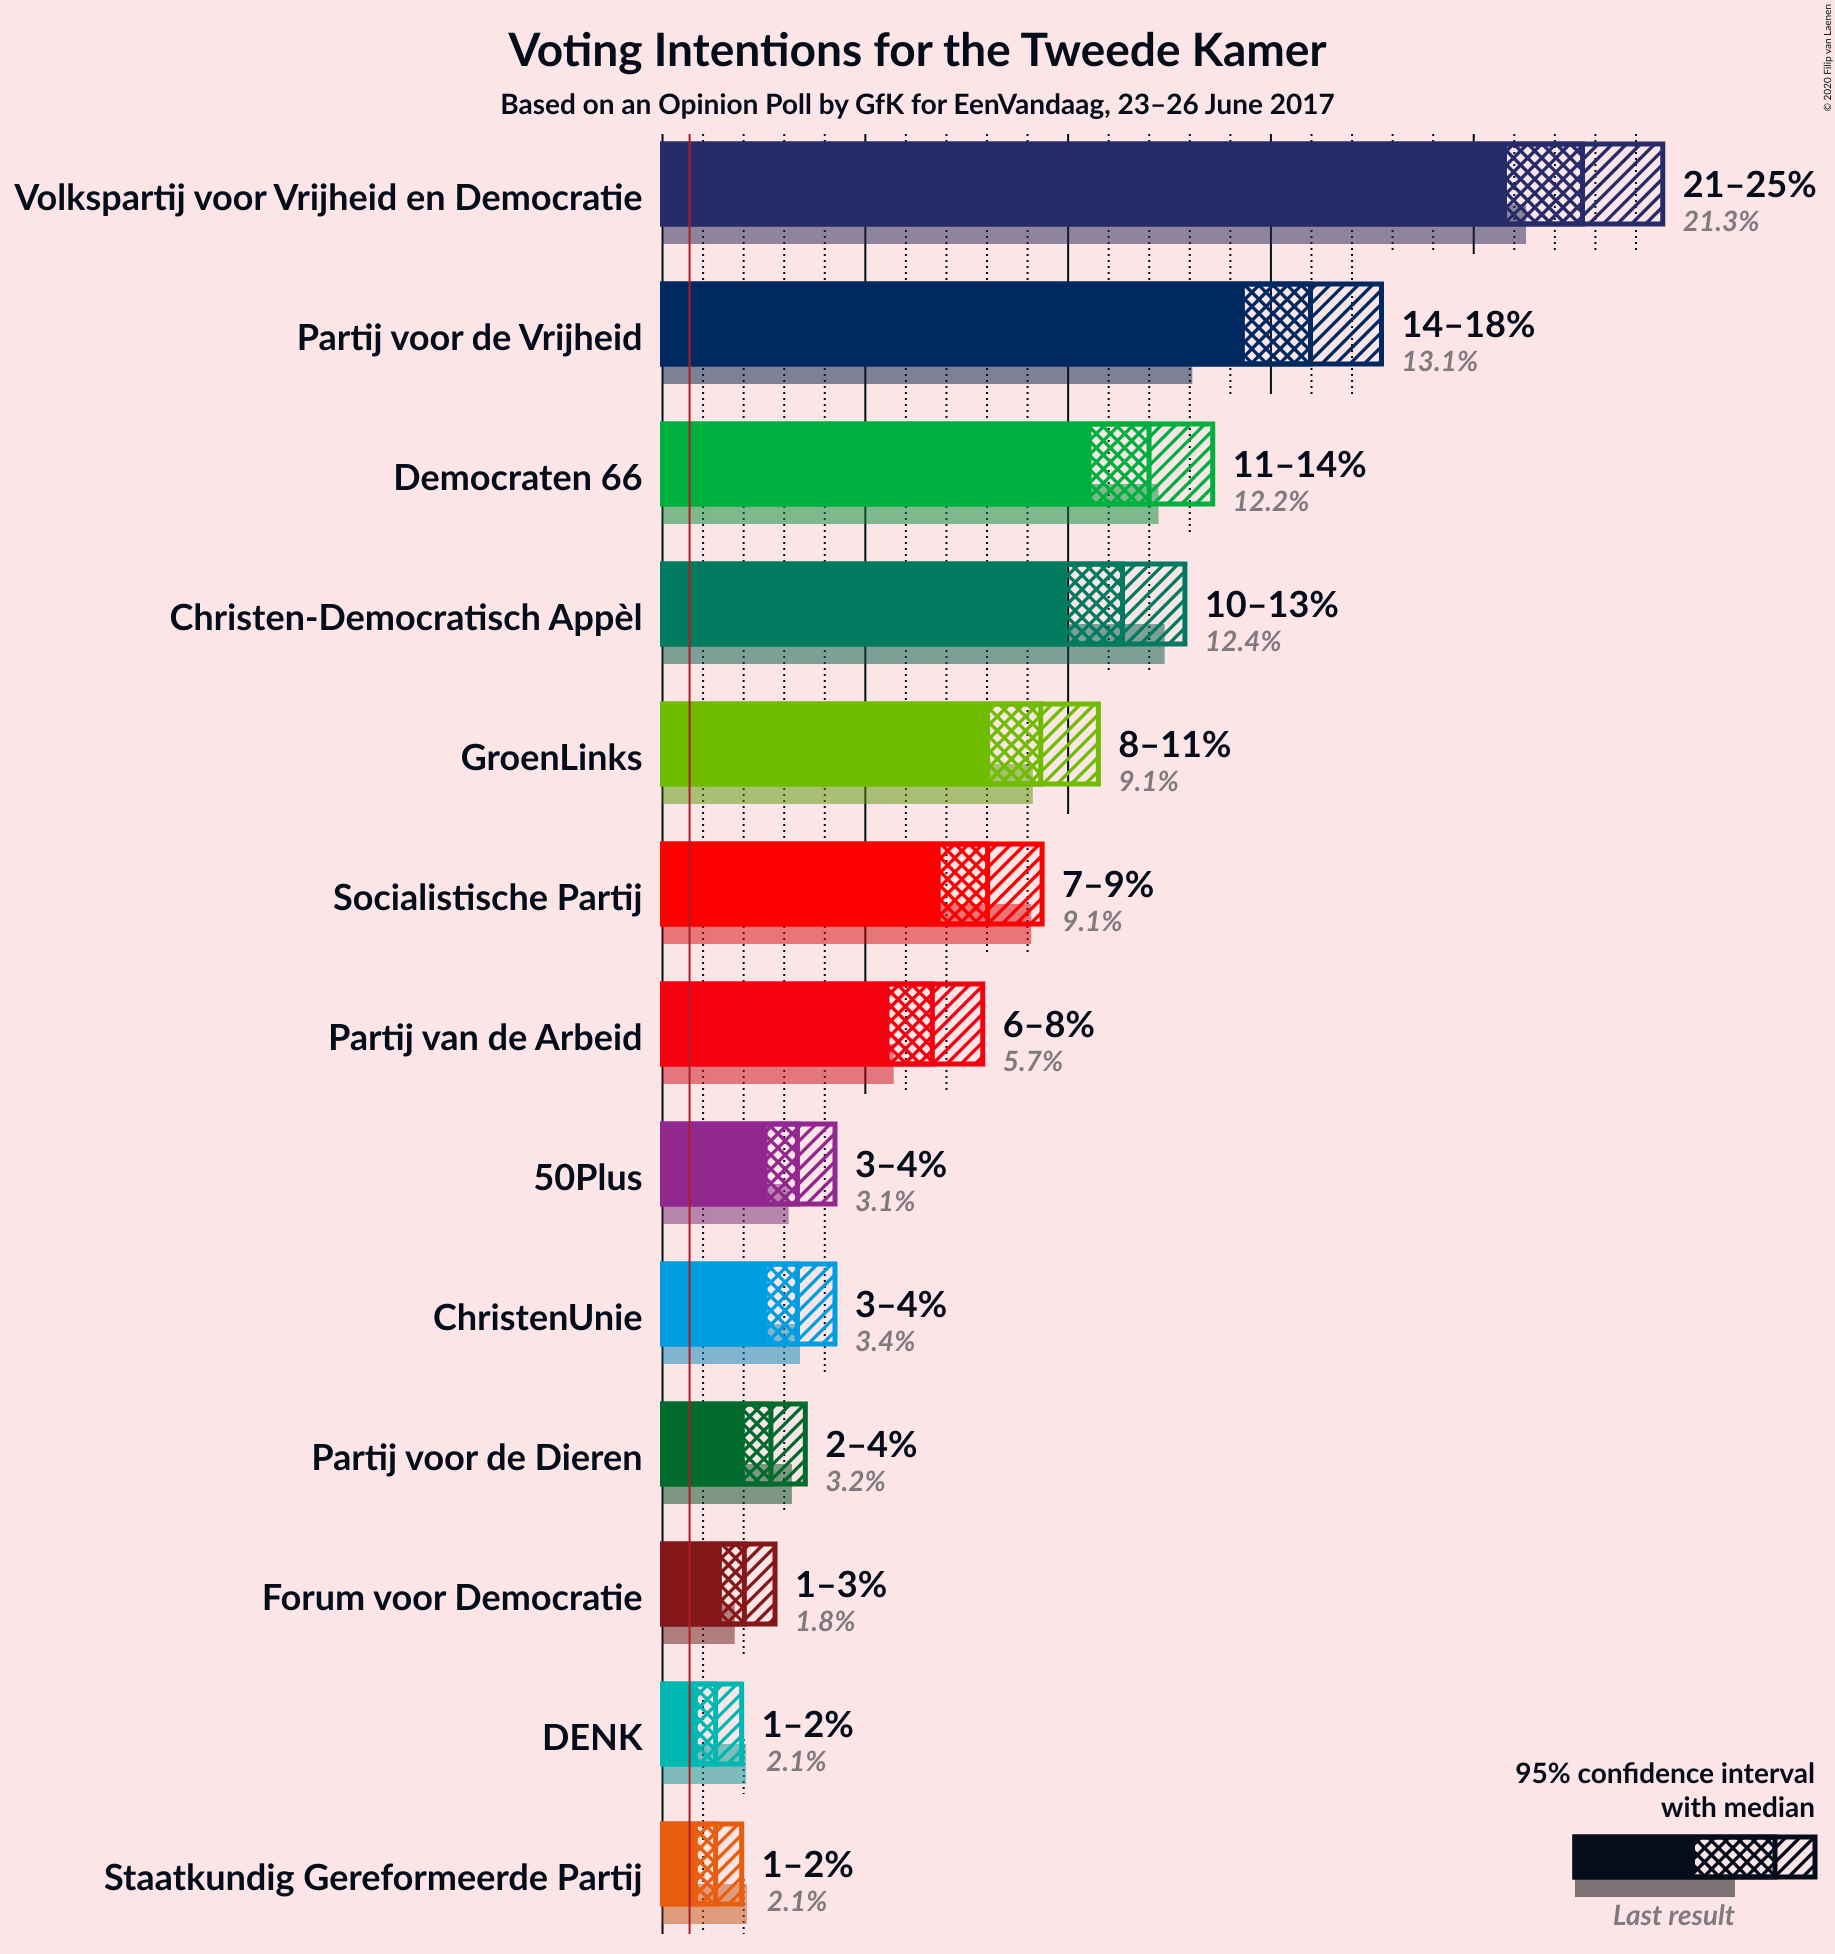 Voting Intentions for the Tweede Kamer
Based on an Opinion Poll by GfK for EenVandaag, 23–26 June 2017
© 2020 Filip van Laenen
Volkspartij voor Vrijheid en Democratie
21–25%
21.3%
Partij voor de Vrijheid
14–18%
13.1%
Democraten 66
11–14%
12.2%
Christen-Democratisch Appèl
10–13%
12.4%
GroenLinks
8–11%
9.1%
Socialistische Partij
7–9%
9.1%
Partij van de Arbeid
6–8%
5.7%
50Plus
3–4%
3.1%
ChristenUnie
3–4%
3.4%
Partij voor de Dieren
2–4%
3.2%
Forum voor Democratie
1–3%
1.8%
DENK
1–2%
2.1%
Staatkundig Gereformeerde Partij
1–2%
2.1%
95% confidence interval
with median
Last result